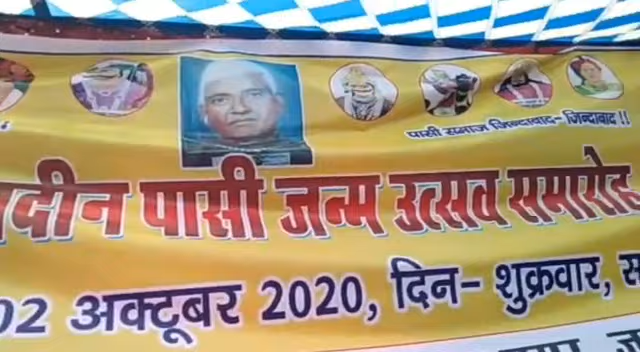 पासी समाज जिन्दाबाद- जिन्दाबाद !!
दीन पासी जन्म उत्सव समारोह
02 अक्टूबर 2020, दिन- शुक्रवार,